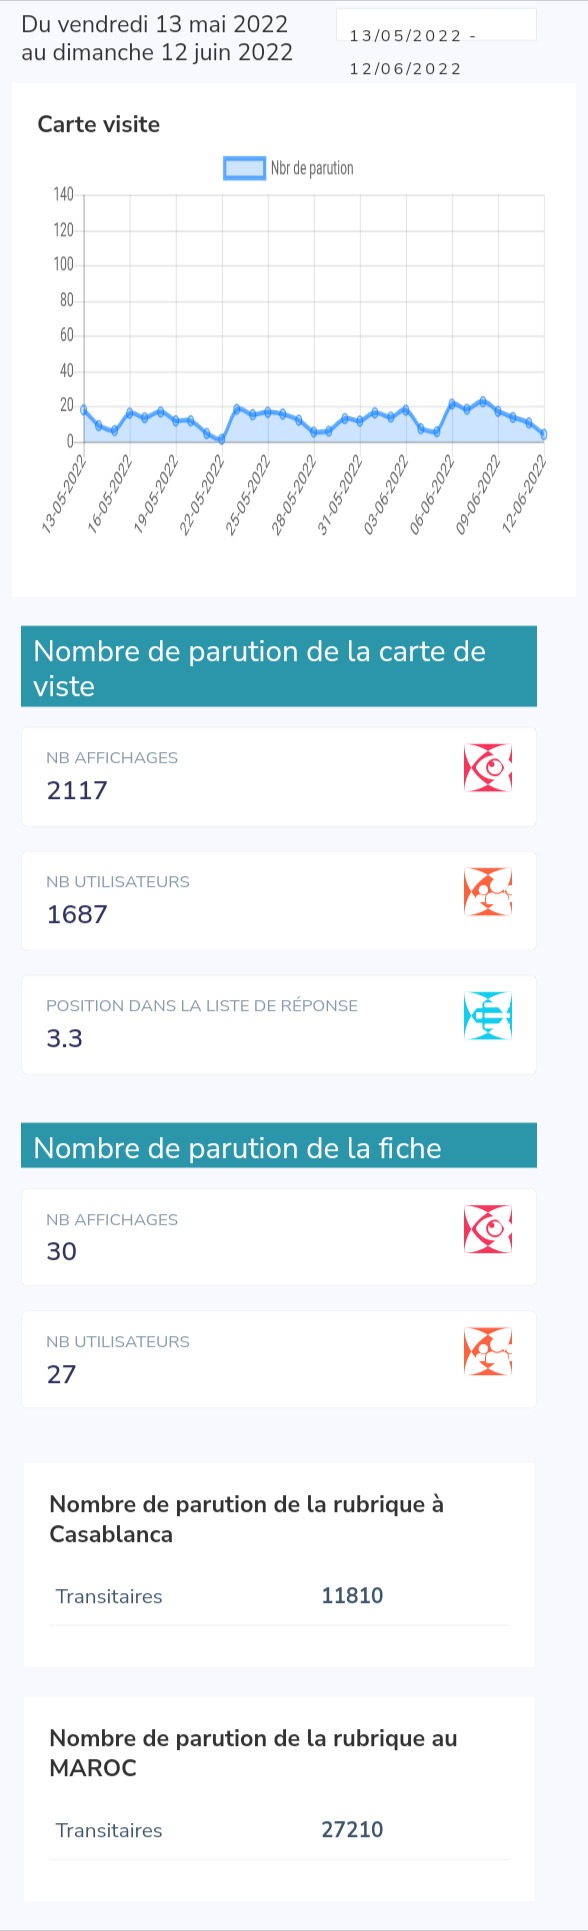 Du vendredi 13 mai 2022
au dimanche 12 juin 2022
13/05/2022 -
12/06/2022
Carte visite
Nbr de parution
140
120
100
80
60
40
20
0
13-05-2022
16-05-2022
19-05-2022
22-05-2022
25-05-2022
28-05-2022
31-05-2022
03-06-2022
06-06-2022
09-06-2022
12-06-2022
Nombre de parution de la carte de
viste
NB AFFICHAGES
2117
NB UTILISATEURS
1687
POSITION DANS LA LISTE DE RÉPONSE
3.3
Nombre de parution de la fiche
NB AFFICHAGES
30
NB UTILISATEURS
27
Nombre de parution de la rubrique à
Casablanca
Transitaires 11810
Nombre de parution de la rubrique au
MAROC
Transitaires 27210